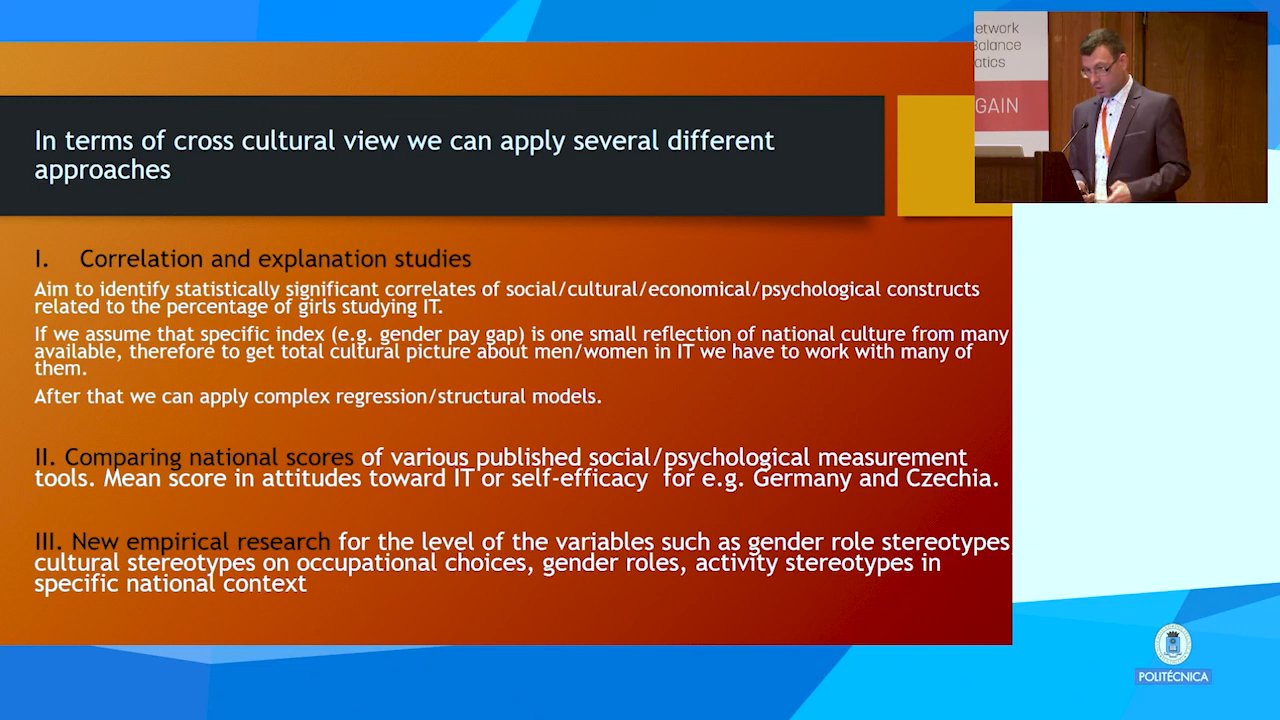 In terms of cross cultural view we can apply several different
approaches
I. Correlation and explanation studies
Aim to identify statistically significant correlates of social/cultural/economical/psychological constructs
related to the percentage of girls studying IT.
If we assume that specific index (e.g. gender pay gap) is one small reflection of national culture from many
available, therefore to get total cultural picture about men/women in IT we have to work with many of
them.
After that we can apply complex regression/structural models.
II. Comparing national scores of various published social/psychological measurement
tools. Mean score in attitudes toward IT or self-efficacy for e.g. Germany and Czechia.
III. New empirical research for the level of the variables such as gender role stereotypes
cultural stereotypes on occupational choices, gender roles, activity stereotypes in
specific national context
etwork
Balance
atics
GAIN
POLITÉCNICA